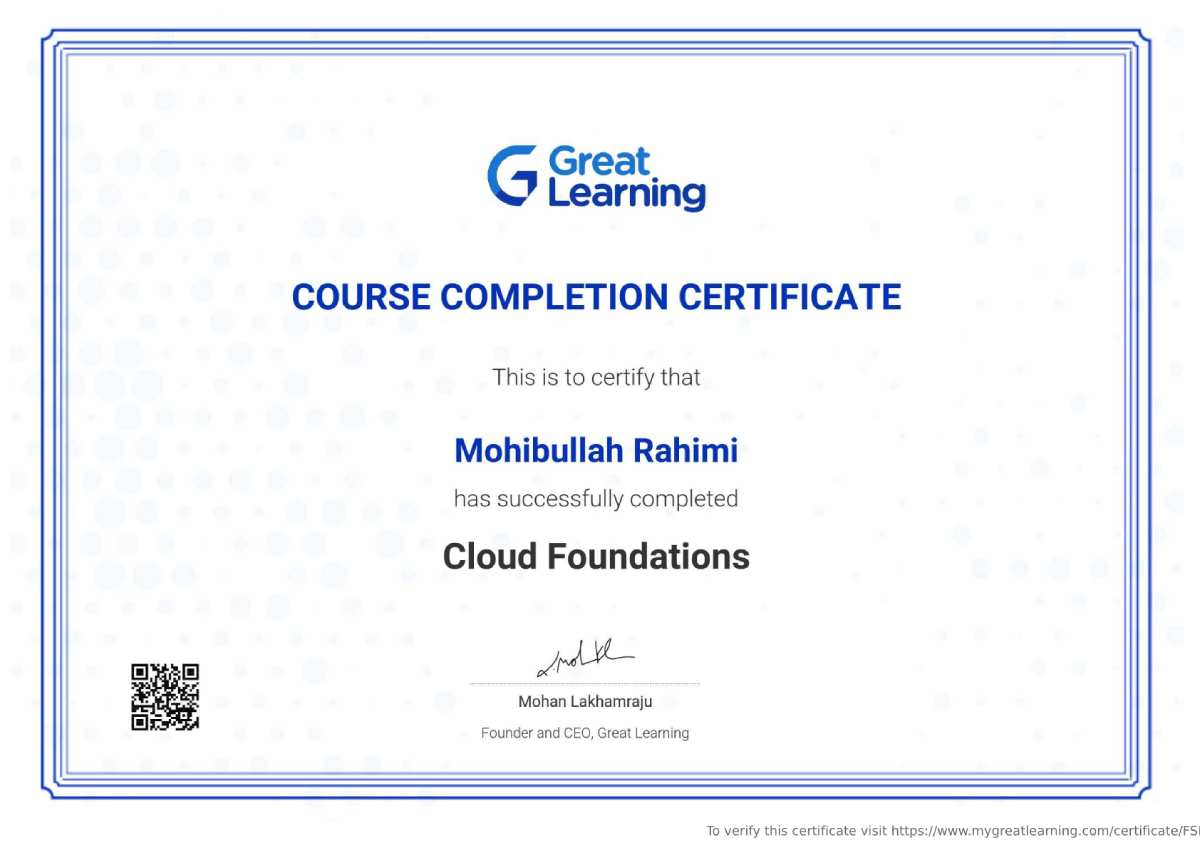 Great
Learning
COURSE COMPLETION CERTIFICATE
This is to certify that
Mohibullah Rahimi
has successfully completed
Cloud Foundations
Mohan Lakhamraju
Founder and CEO, Great Learning
To verify this certificate visit https://www.mygreatlearning.com/certificate/FS